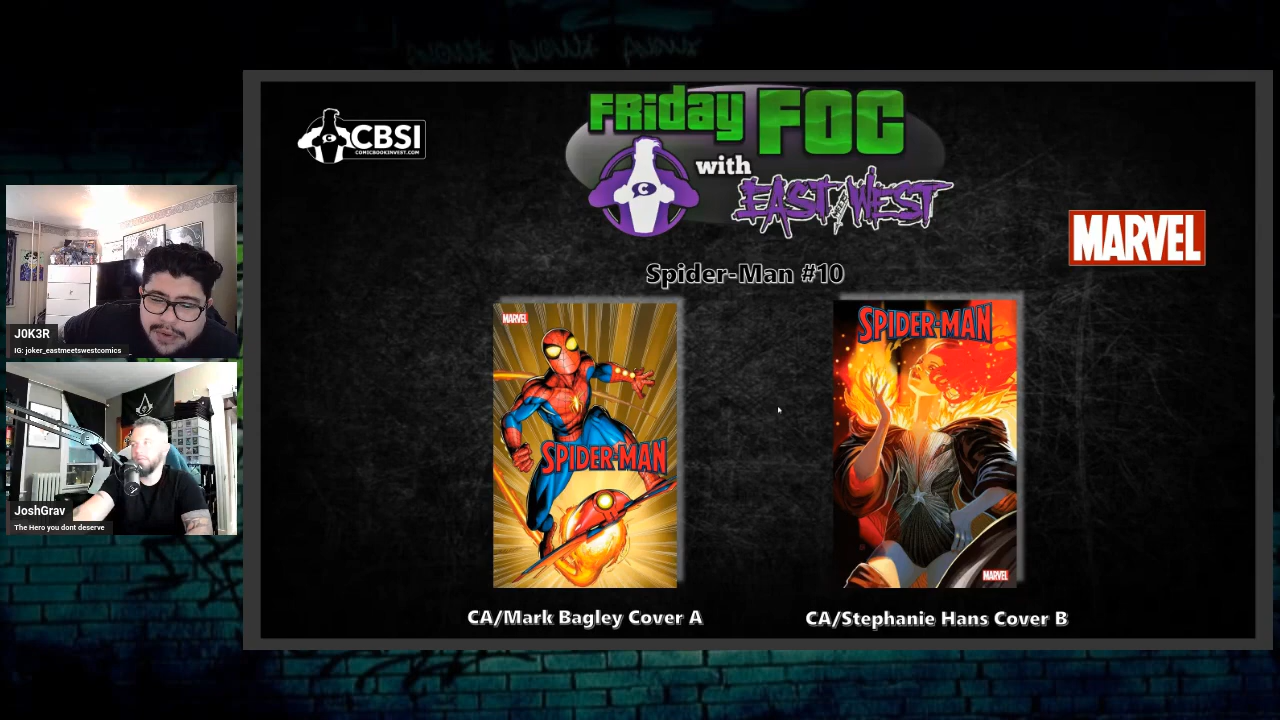 FRiday FOC
with
EAST WEST
CBSI
COMICBOOKINVEST.COM
MARVEL
Spider-Man #10
MARVEL
SPIDER-MAN
SPIDER-MAN
MARVEL
CA/Mark Bagley Cover A
CA/Stephanie Hans Cover B
J0K3R
IG: joker_eastmeetswestcomics
JoshGrav
The Hero you dont deserve